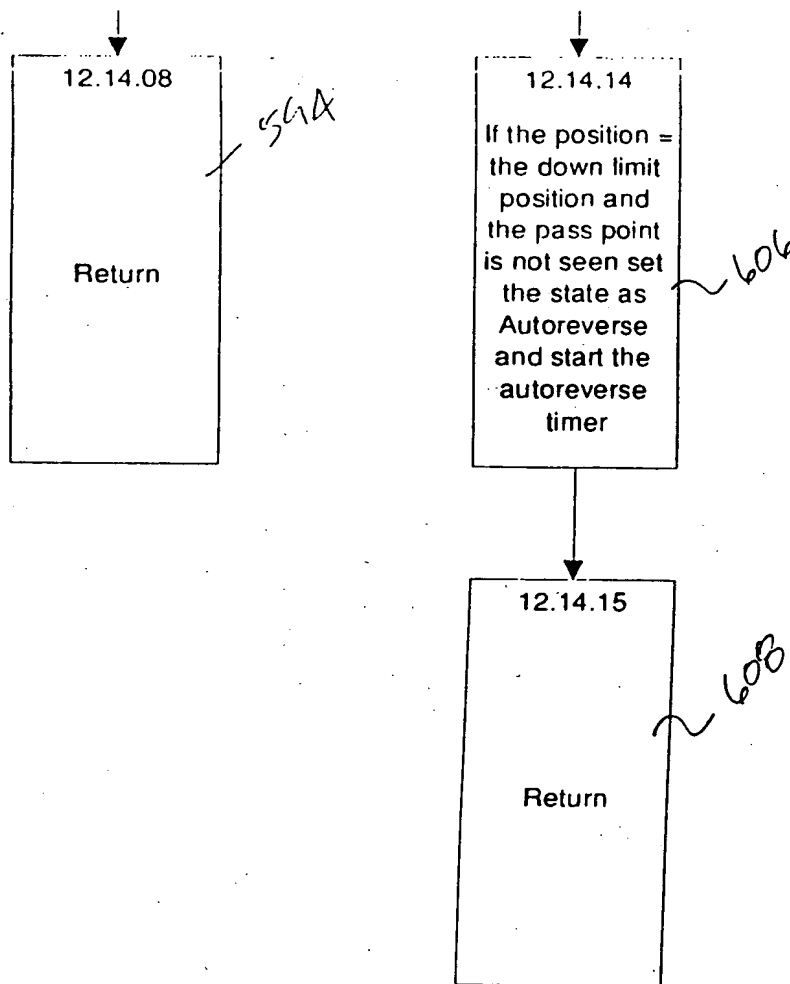 12.14.08
Return
594
12.14.14
If the position =
the down limit
position and
the pass point
is not seen set
the state as
Autoreverse
and start the
autoreverse
timer
606
12.14.15
Return
608